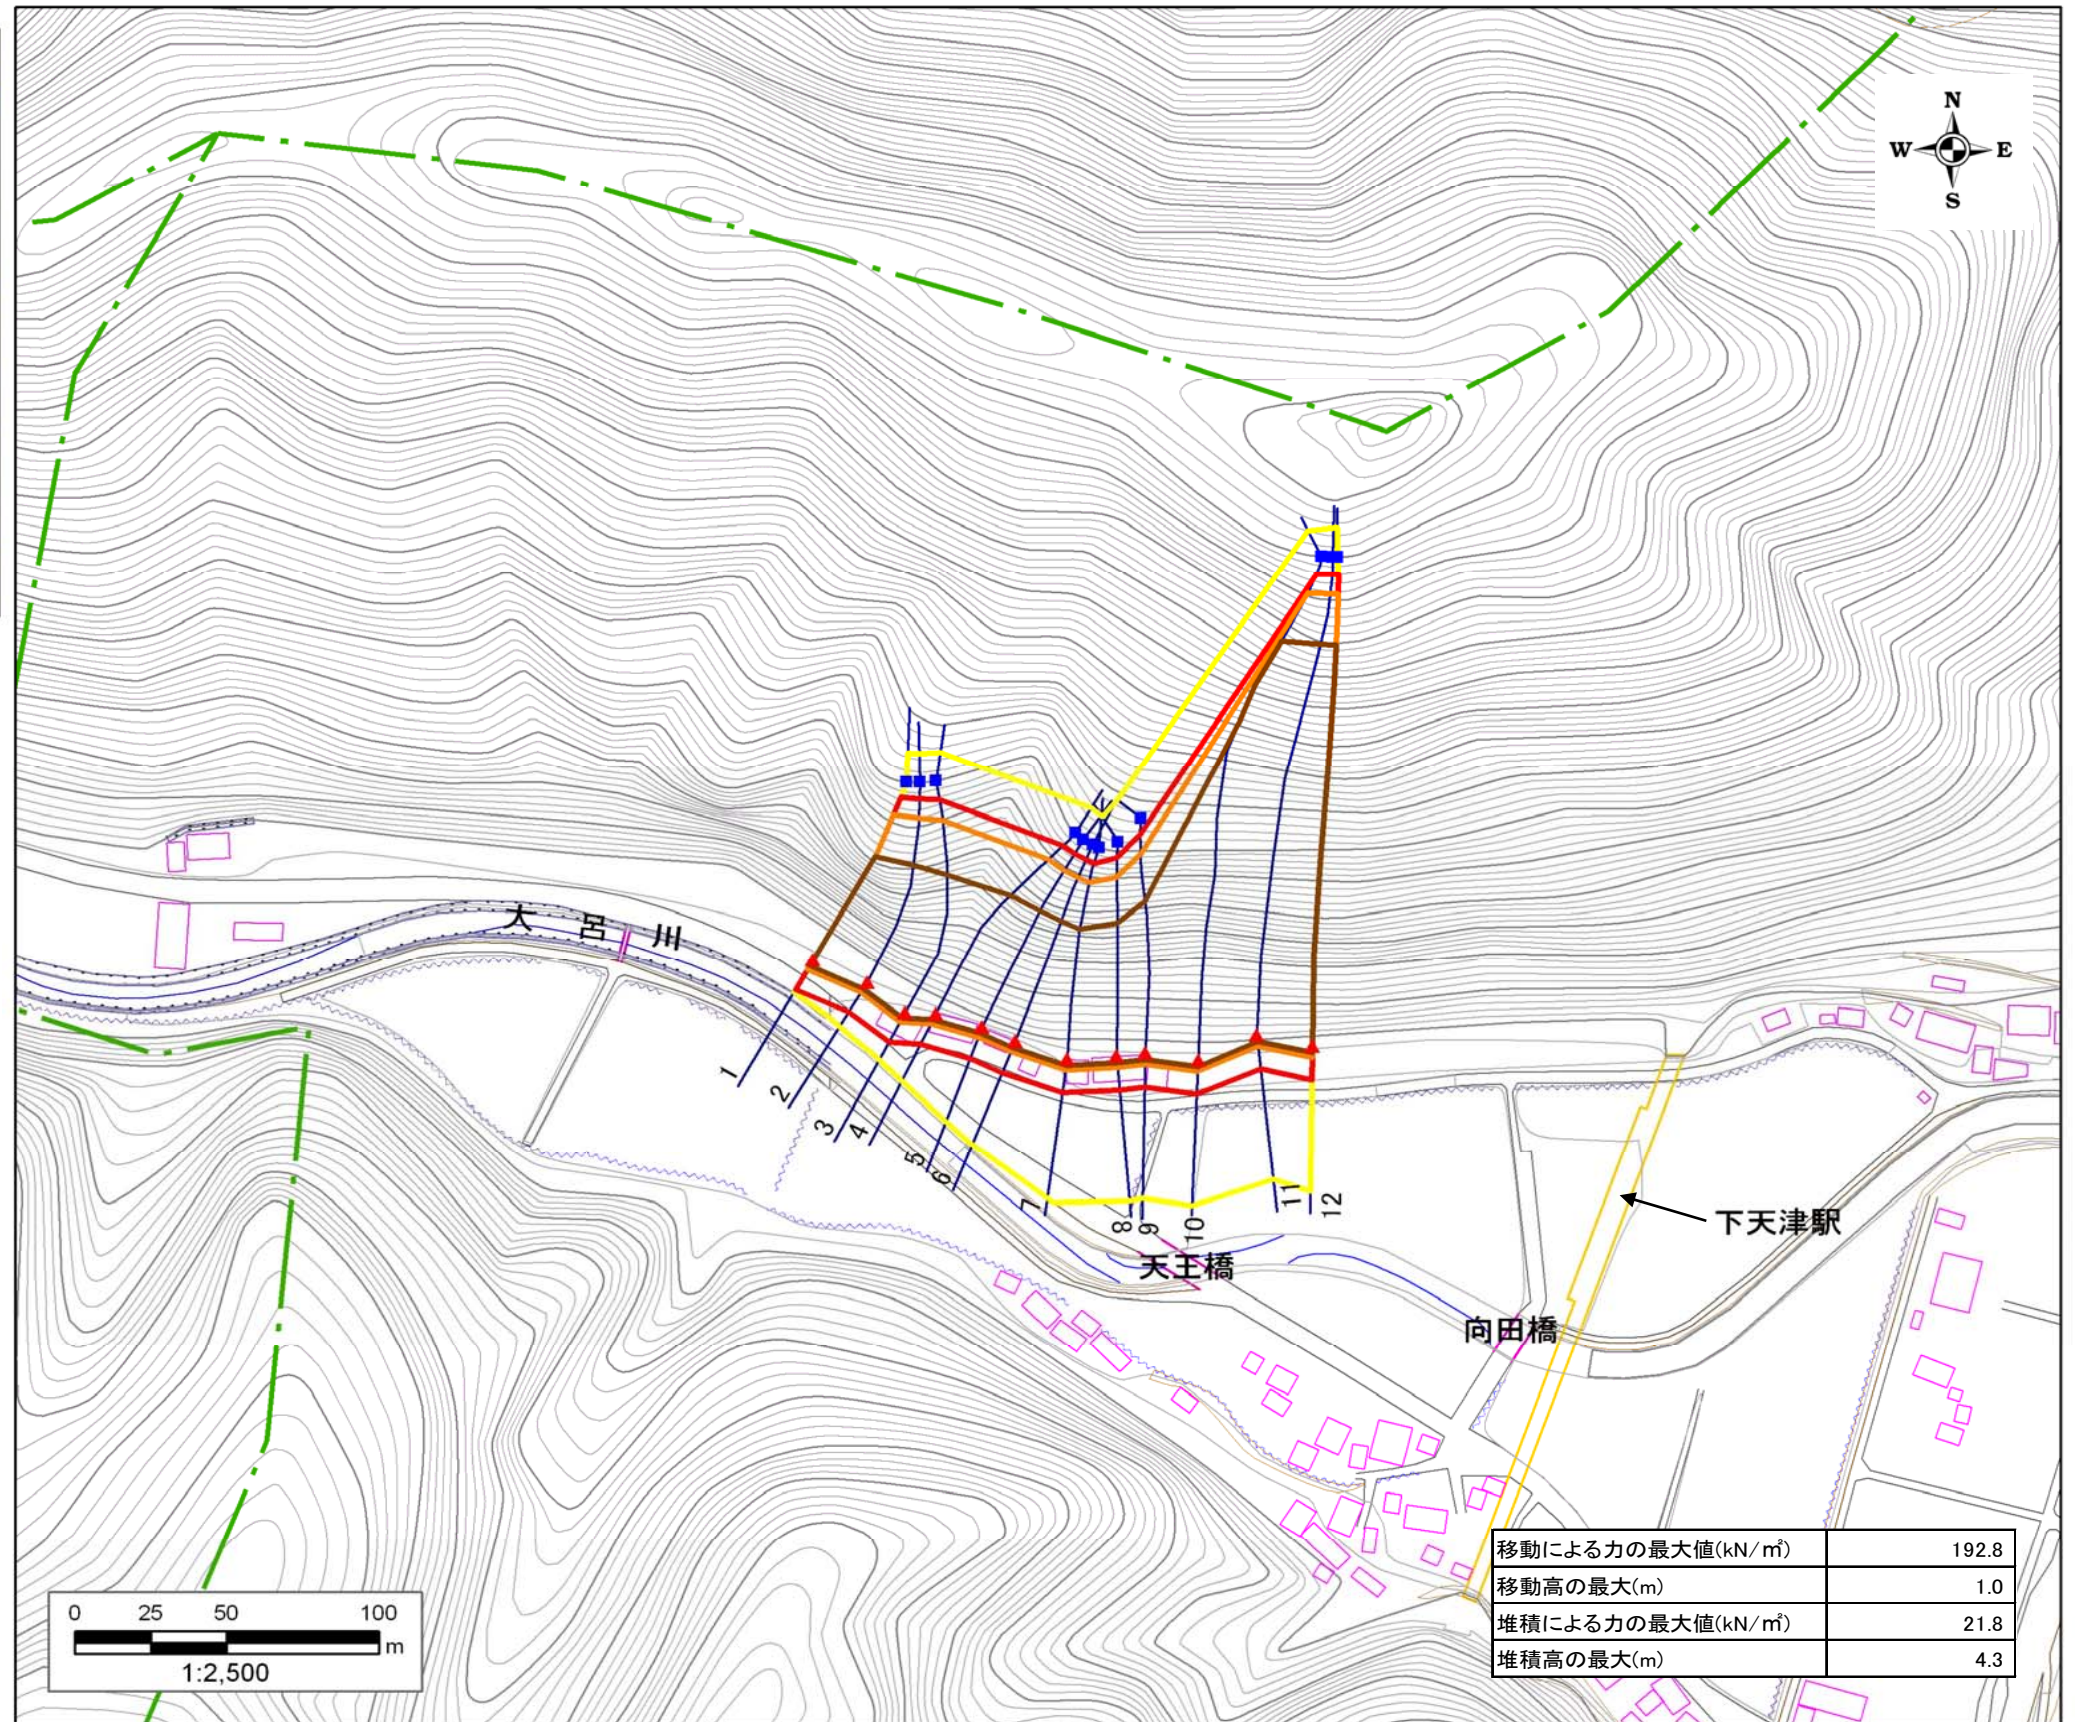 N
W E
S
大呂川
1
2
3
4
5
6
7
8
9
10
11
12
下天津駅
天王橋
向田橋
移動による力の最大値(kN/㎡) 192.8
移動高の最大(m) 1.0
堆積による力の最大値(kN/㎡) 21.8
堆積高の最大(m) 4.3
0 25 50 100
m
1:2,500